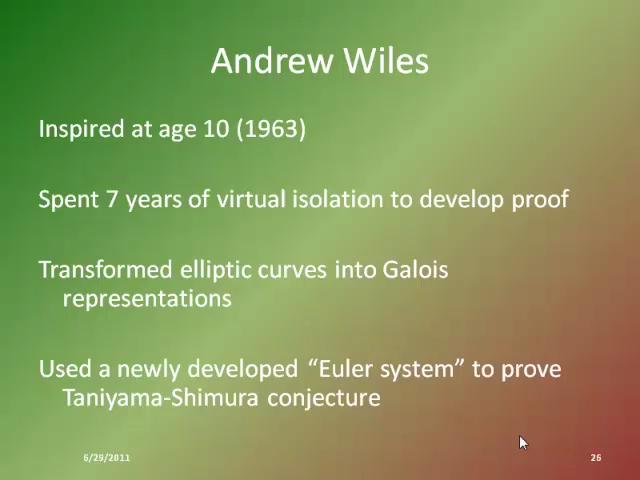 Andrew Wiles
Inspired at age 10 (1963)
Spent 7 years of virtual isolation to develop proof
Transformed elliptic curves into Galois
representations
Used a newly developed “Euler system” to prove
Taniyama-Shimura conjecture
6/29/2011
26